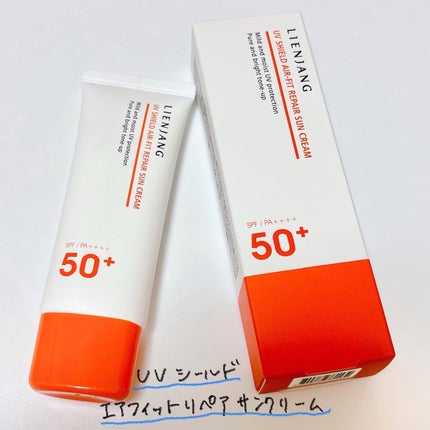 LIENJANG
UV SHIELD AIR-FIT REPAIR SUN CREAM
Mild and moist UV protection
Pure and bright tone-up
SPF / PA++++
50+
LIENJANG
UV SHIELD AIR-FIT REPAIR SUN CREAM
Mild and moist UV protection
Pure and bright tone-up
SPF / PA++++
50+
UVシールド
エアフィットリペアサンクリーム